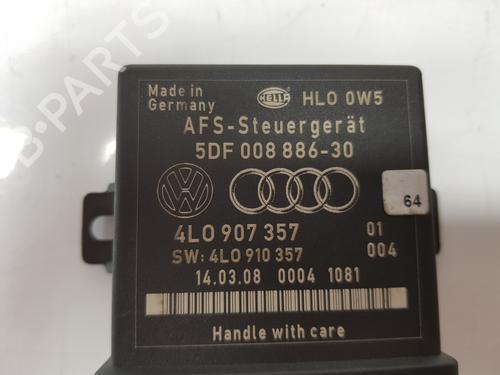 Made in
Germany
HELLA
HLO 0W5
AFS-Steuergerät
5DF 008 886-30
64
4L0 907 357 01
SW: 4L0 910 357 004
14.03.08 0004 1081
Handle with care
B-PARTS